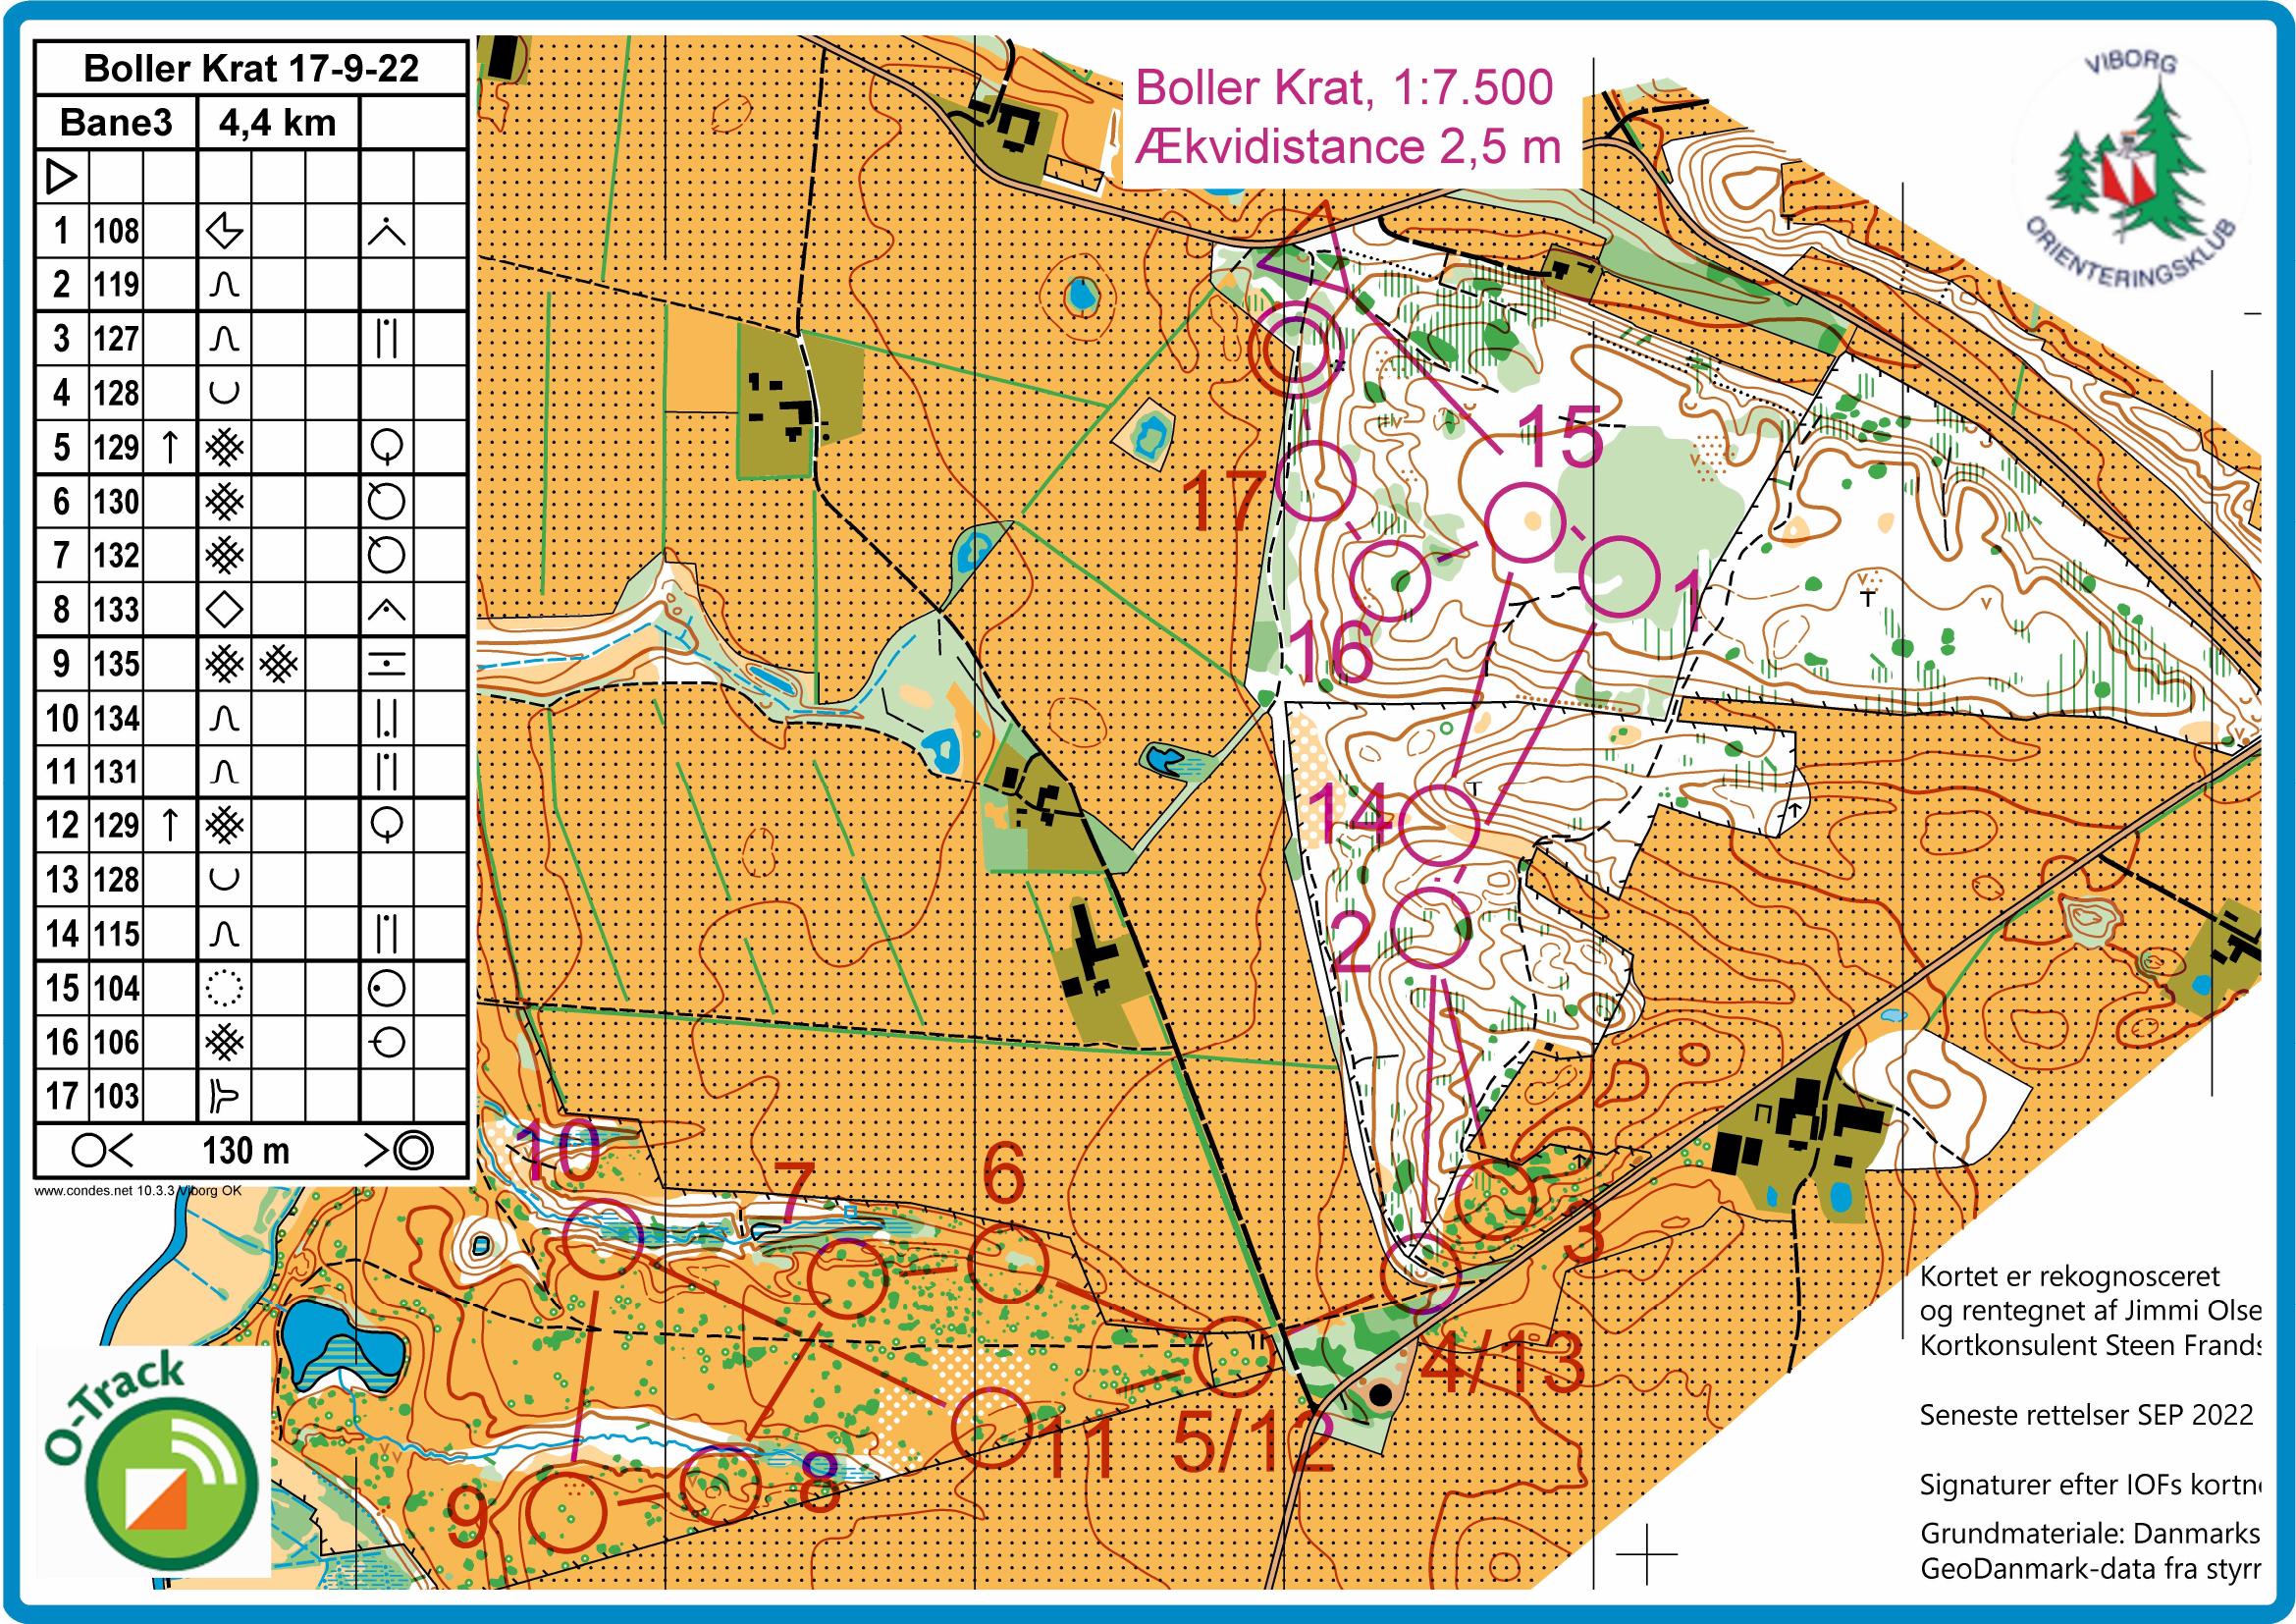 Boller Krat 17-9-22
Bane3 4,4 km
1 108
2 119
3 127
4 128
5 129
6 130
7 132
8 133
9 135
10 134
11 131
12 129
13 128
14 115
15 104
16 106
17 103
130 m
www.condes.net 10.3.3 Viborg OK
Boller Krat, 1:7.500
Ækvidistance 2,5 m
VIBORG
ORIENTERINGSKLUB
15
17
1
16
14
2
10
7
6
3
4/13
5/12
11
8
9
O-Track
Kortet er rekognosceret
og rentegnet af Jimmi Olse
Kortkonsulent Steen Frands
Seneste rettelser SEP 2022
Signaturer efter IOFs kortn
Grundmateriale: Danmarks
GeoDanmark-data fra styrr